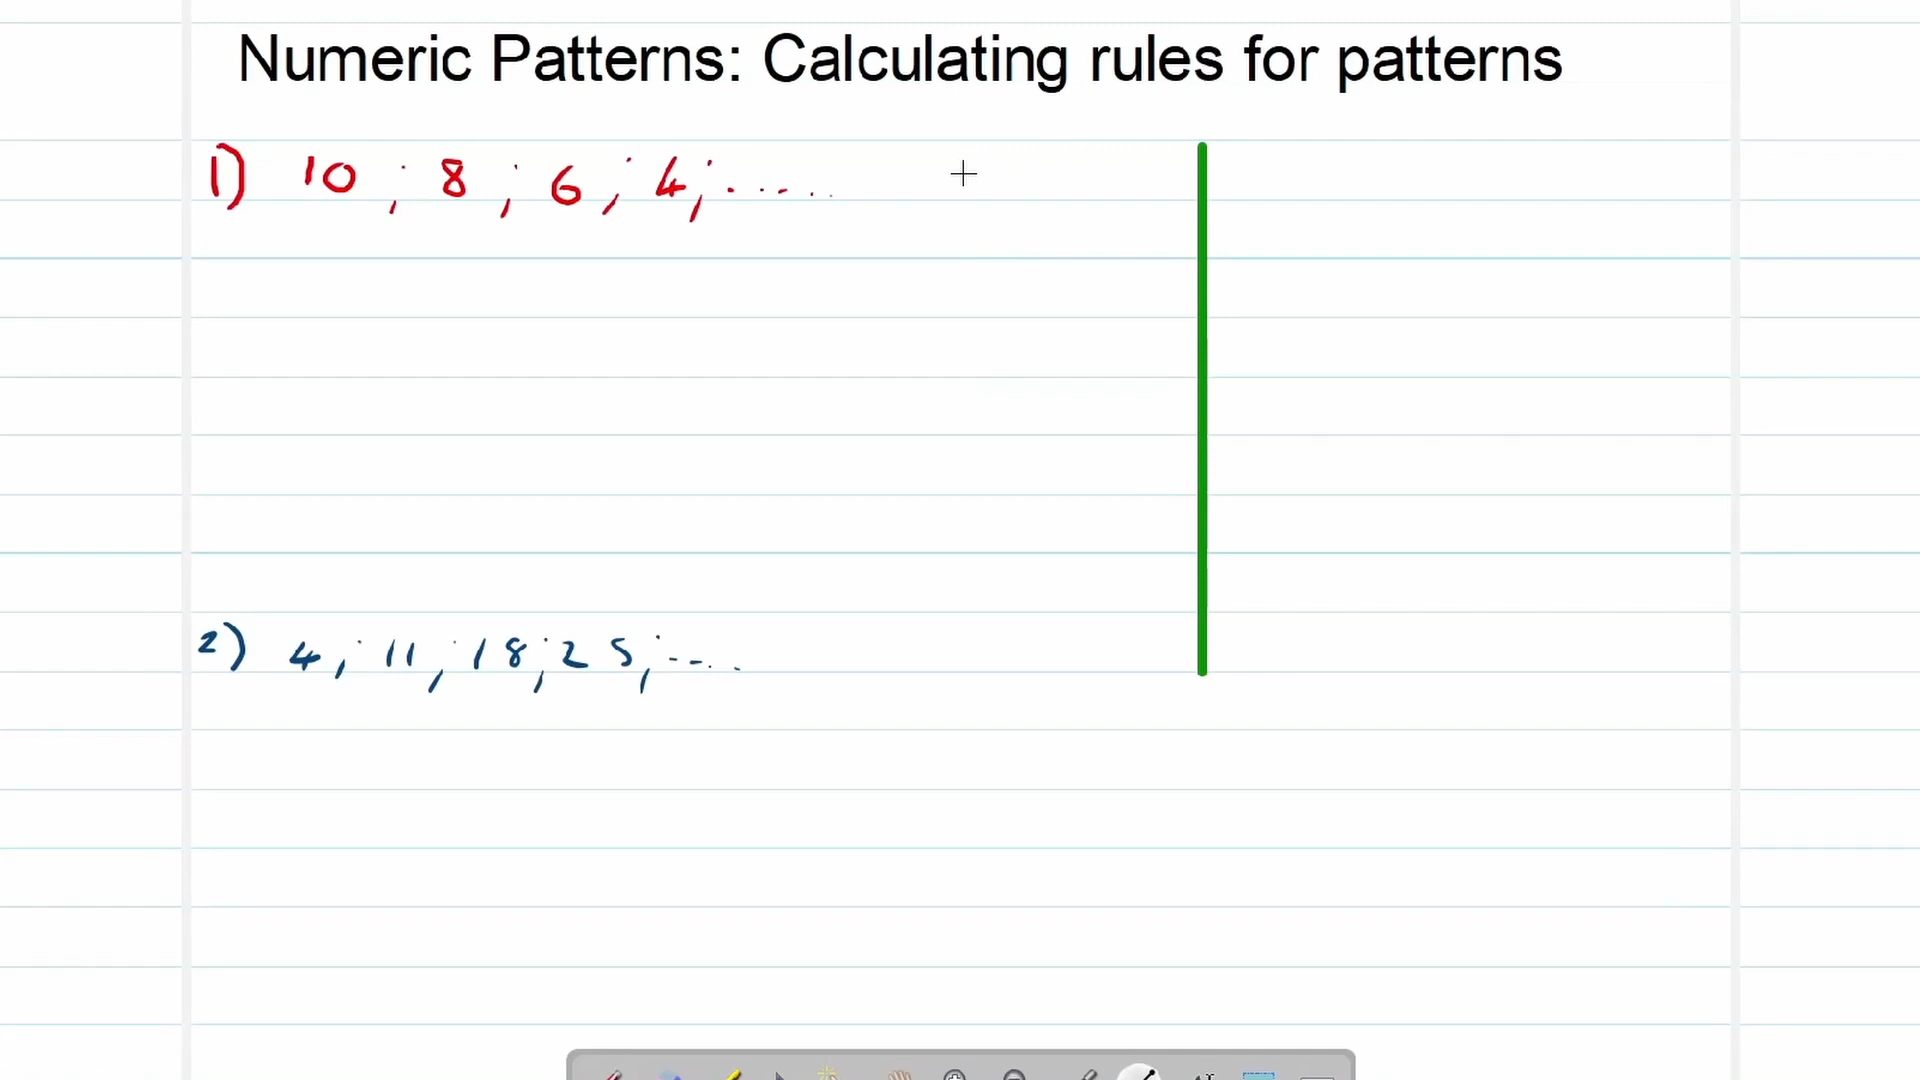 Numeric Patterns: Calculating rules for patterns
1) 10 ; 8 ; 6 ; 4 ; .....
2) 4 ; 11 ; 18 ; 25 ; ....